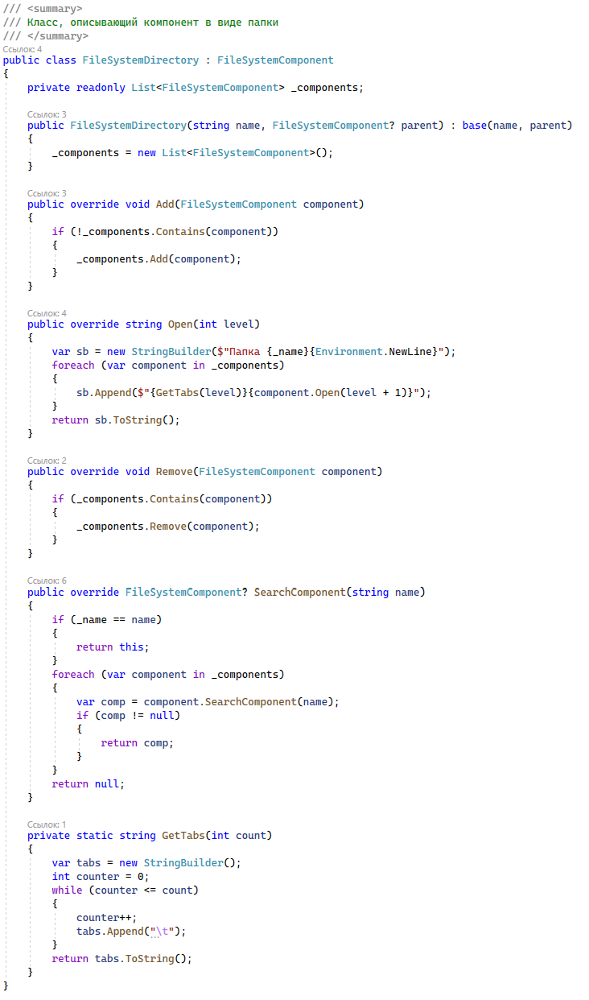 /// <summary>
/// Класс, описывающий компонент в виде папки
/// </summary>
Ссылок: 4
public class FileSystemDirectory : FileSystemComponent
{
    private readonly List<FileSystemComponent> _components;

    Ссылок: 3
    public FileSystemDirectory(string name, FileSystemComponent? parent) : base(name, parent)
    {
        _components = new List<FileSystemComponent>();
    }

    Ссылок: 3
    public override void Add(FileSystemComponent component)
    {
        if (!_components.Contains(component))
        {
            _components.Add(component);
        }
    }

    Ссылок: 4
    public override string Open(int level)
    {
        var sb = new StringBuilder($"Папка {_name}{Environment.NewLine}");
        foreach (var component in _components)
        {
            sb.Append($"{GetTabs(level)}{component.Open(level + 1)}");
        }
        return sb.ToString();
    }

    Ссылок: 2
    public override void Remove(FileSystemComponent component)
    {
        if (_components.Contains(component))
        {
            _components.Remove(component);
        }
    }

    Ссылок: 6
    public override FileSystemComponent? SearchComponent(string name)
    {
        if (_name == name)
        {
            return this;
        }
        foreach (var component in _components)
        {
            var comp = component.SearchComponent(name);
            if (comp != null)
            {
                return comp;
            }
        }
        return null;
    }

    Ссылок: 1
    private static string GetTabs(int count)
    {
        var tabs = new StringBuilder();
        int counter = 0;
        while (counter <= count)
        {
            counter++;
            tabs.Append("\t");
        }
        return tabs.ToString();
    }
}